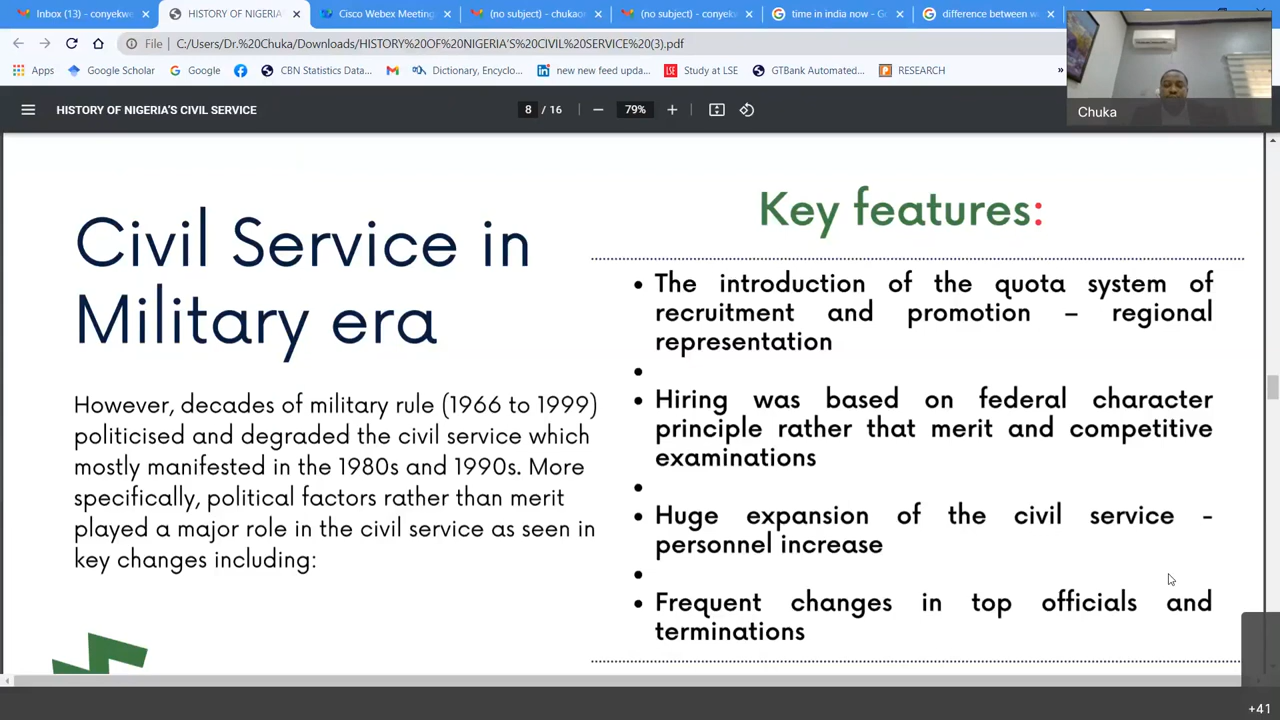 Inbox (13) - conyekw
HISTORY OF NIGERIA
Cisco Webex Meeting
(no subject) - chukao
(no subject) - conyekw
time in india now - Go
difference between w
File
C:/Users/Dr.%20Chuka/Downloads/HISTORY%20OF%20NIGERIA'S%20CIVIL%20SERVICE%20(3).pdf
Apps
Google Scholar
Google
CBN Statistics Data...
Dictionary, Encyclo...
new new feed upda...
LSE
Study at LSE
GTBank Automated...
RESEARCH
»
Chuka
HISTORY OF NIGERIA'S CIVIL SERVICE
8 / 16
79%
Civil Service in
Military era
However, decades of military rule (1966 to 1999)
politicised and degraded the civil service which
mostly manifested in the 1980s and 1990s. More
specifically, political factors rather than merit
played a major role in the civil service as seen in
key changes including:
Key features:
• The introduction of the quota system of
recruitment and promotion – regional
representation
•
• Hiring was based on federal character
principle rather that merit and competitive
examinations
•
• Huge expansion of the civil service -
personnel increase
•
• Frequent changes in top officials and
terminations
+41